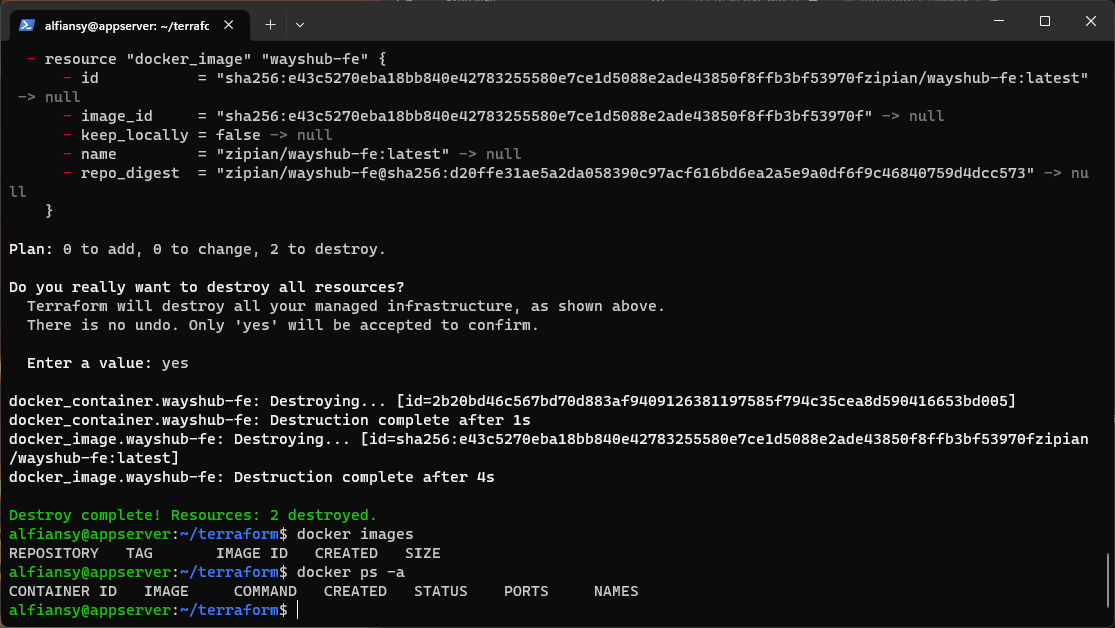 alfiansy@appserver: ~/terrafc
- resource "docker_image" "wayshub-fe" {
- id = "sha256:e43c5270eba18bb840e42783255580e7ce1d5088e2ade43850f8ffb3bf53970fzipian/wayshub-fe:latest"
-> null
- image_id = "sha256:e43c5270eba18bb840e42783255580e7ce1d5088e2ade43850f8ffb3bf53970f" -> null
- keep_locally = false -> null
- name = "zipian/wayshub-fe:latest" -> null
- repo_digest = "zipian/wayshub-fe@sha256:d20ffe31ae5a2da058390c97acf616bd6ea2a5e9a0df6f9c46840759d4dcc573" -> nu
ll
}
Plan: 0 to add, 0 to change, 2 to destroy.
Do you really want to destroy all resources?
Terraform will destroy all your managed infrastructure, as shown above.
There is no undo. Only 'yes' will be accepted to confirm.
Enter a value: yes
docker_container.wayshub-fe: Destroying... [id=2b20bd46c567bd70d883af9409126381197585f794c35cea8d590416653bd005]
docker_container.wayshub-fe: Destruction complete after 1s
docker_image.wayshub-fe: Destroying... [id=sha256:e43c5270eba18bb840e42783255580e7ce1d5088e2ade43850f8ffb3bf53970fzipian
/wayshub-fe:latest]
docker_image.wayshub-fe: Destruction complete after 4s
Destroy complete! Resources: 2 destroyed.
alfiansy@appserver:~/terraform$ docker images
REPOSITORY TAG IMAGE ID CREATED SIZE
alfiansy@appserver:~/terraform$ docker ps -a
CONTAINER ID IMAGE COMMAND CREATED STATUS PORTS NAMES
alfiansy@appserver:~/terraform$